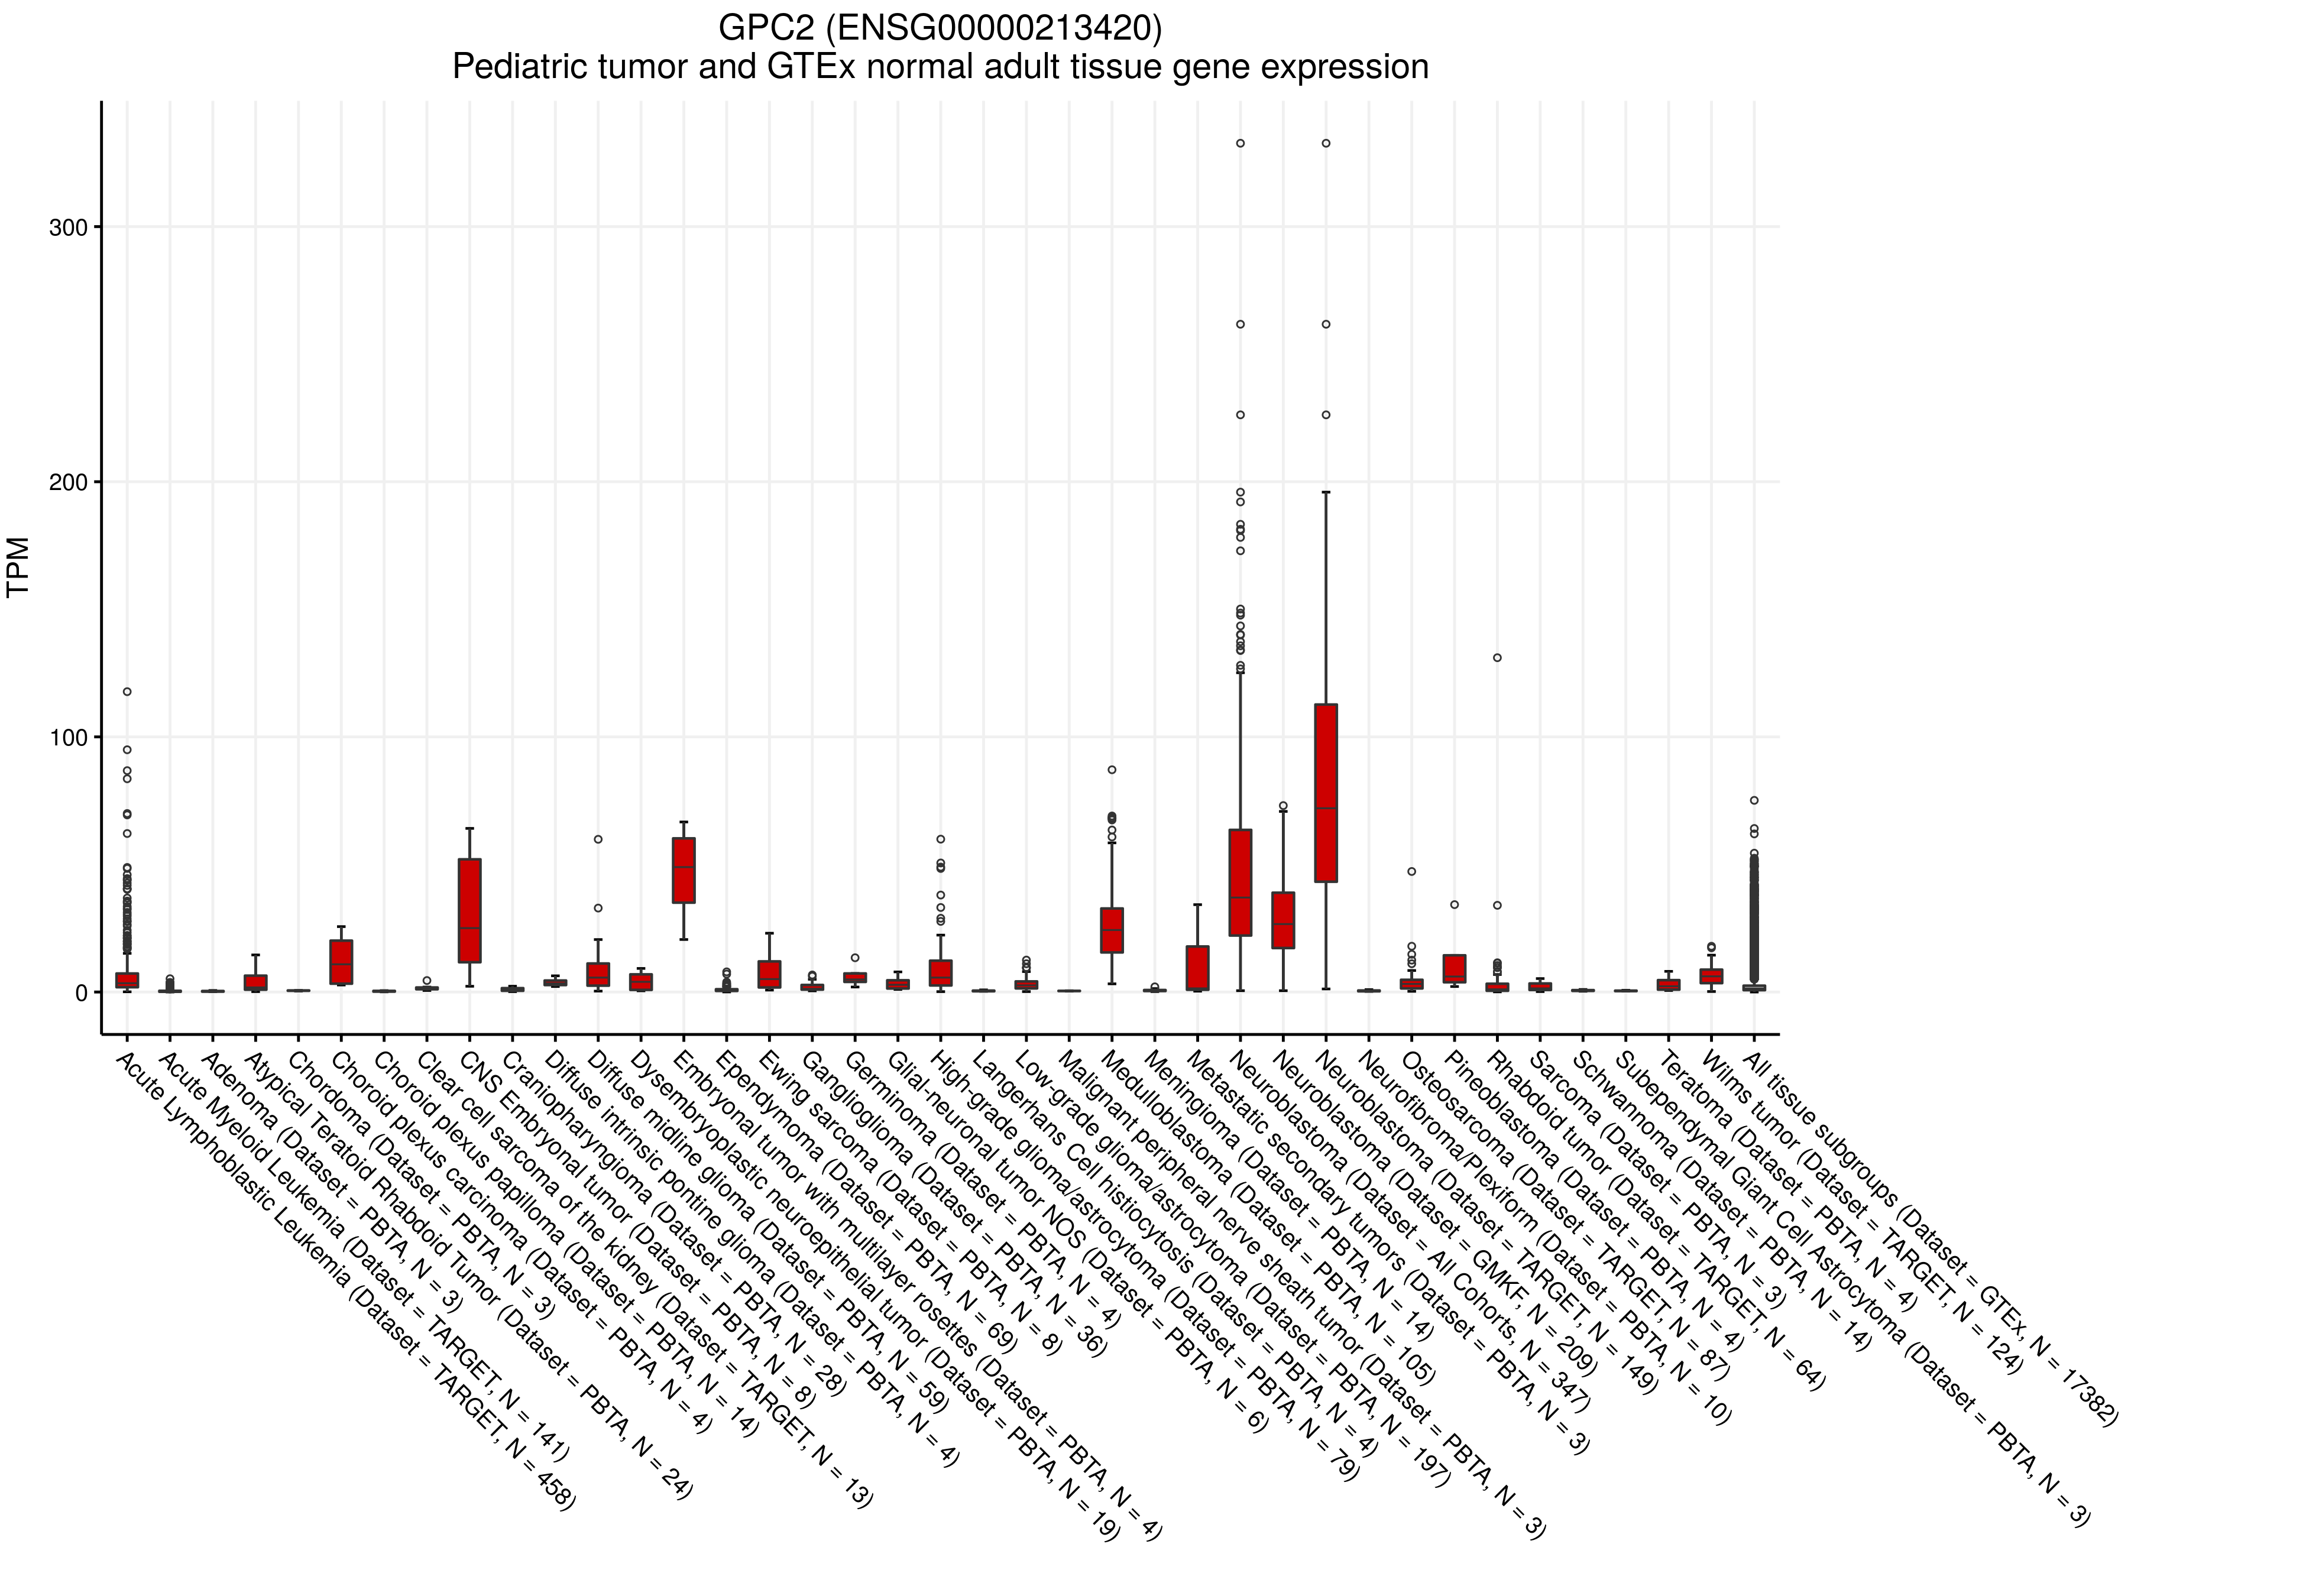 GPC2 (ENSG00000213420)
Pediatric tumor and GTEx normal adult tissue gene expression
TPM
300
200
100
0
Acute Lymphoblastic Leukemia (Dataset = TARGET, N = 458)
Acute Myeloid Leukemia (Dataset = TARGET, N = 141)
Adenoma (Dataset = PBTA, N = 3)
Atypical Teratoid Rhabdoid Tumor (Dataset = PBTA, N = 24)
Chordoma (Dataset = PBTA, N = 3)
Choroid plexus carcinoma (Dataset = PBTA, N = 4)
Choroid plexus papilloma (Dataset = PBTA, N = 14)
Clear cell sarcoma of the kidney (Dataset = TARGET, N = 13)
CNS Embryonal tumor (Dataset = PBTA, N = 8)
Craniopharyngioma (Dataset = PBTA, N = 28)
Diffuse intrinsic pontine glioma (Dataset = PBTA, N = 4)
Diffuse midline glioma (Dataset = PBTA, N = 59)
Dysembryoplastic neuroepithelial tumor (Dataset = PBTA, N = 19)
Embryonal tumor with multilayer rosettes (Dataset = PBTA, N = 4)
Ependymoma (Dataset = PBTA, N = 69)
Ewing sarcoma (Dataset = PBTA, N = 8)
Ganglioglioma (Dataset = PBTA, N = 36)
Germinoma (Dataset = PBTA, N = 4)
Glial-neuronal tumor NOS (Dataset = PBTA, N = 6)
High-grade glioma/astrocytoma (Dataset = PBTA, N = 79)
Langerhans Cell histiocytosis (Dataset = PBTA, N = 4)
Low-grade glioma/astrocytoma (Dataset = PBTA, N = 197)
Malignant peripheral nerve sheath tumor (Dataset = PBTA, N = 3)
Medulloblastoma (Dataset = PBTA, N = 105)
Meningioma (Dataset = PBTA, N = 14)
Metastatic secondary tumors (Dataset = PBTA, N = 3)
Neuroblastoma (Dataset = All Cohorts, N = 347)
Neuroblastoma (Dataset = GMKF, N = 209)
Neuroblastoma (Dataset = TARGET, N = 149)
Neurofibroma/Plexiform (Dataset = PBTA, N = 10)
Osteosarcoma (Dataset = TARGET, N = 87)
Pineoblastoma (Dataset = PBTA, N = 4)
Rhabdoid tumor (Dataset = TARGET, N = 64)
Sarcoma (Dataset = PBTA, N = 3)
Schwannoma (Dataset = PBTA, N = 14)
Subependymal Giant Cell Astrocytoma (Dataset = PBTA, N = 3)
Teratoma (Dataset = PBTA, N = 4)
Wilms tumor (Dataset = TARGET, N = 124)
All tissue subgroups (Dataset = GTEx, N = 17382)